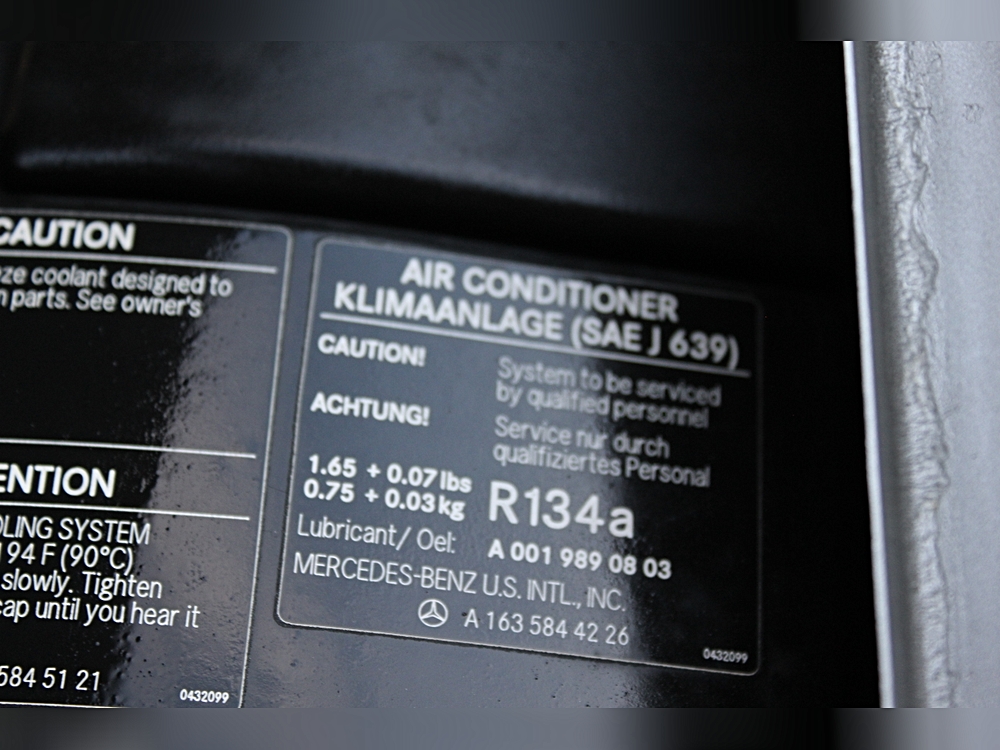 CAUTION
ze coolant designed to
parts. See owner's
ENTION
LING SYSTEM
194 F (90°C)
slowly. Tighten
cap until you hear it
584 51 21
0432099
AIR CONDITIONER
KLIMAANLAGE (SAE J 639)
CAUTION!
System to be serviced
by qualified personnel
ACHTUNG!
Service nur durch
qualifiziertes Personal
1.65 + 0.07 lbs
0.75 + 0.03 kg
R134a
Lubricant/ Oel:
A 001 989 08 03
MERCEDES-BENZ U.S. INTL., INC.
A 163 584 42 26
0432099